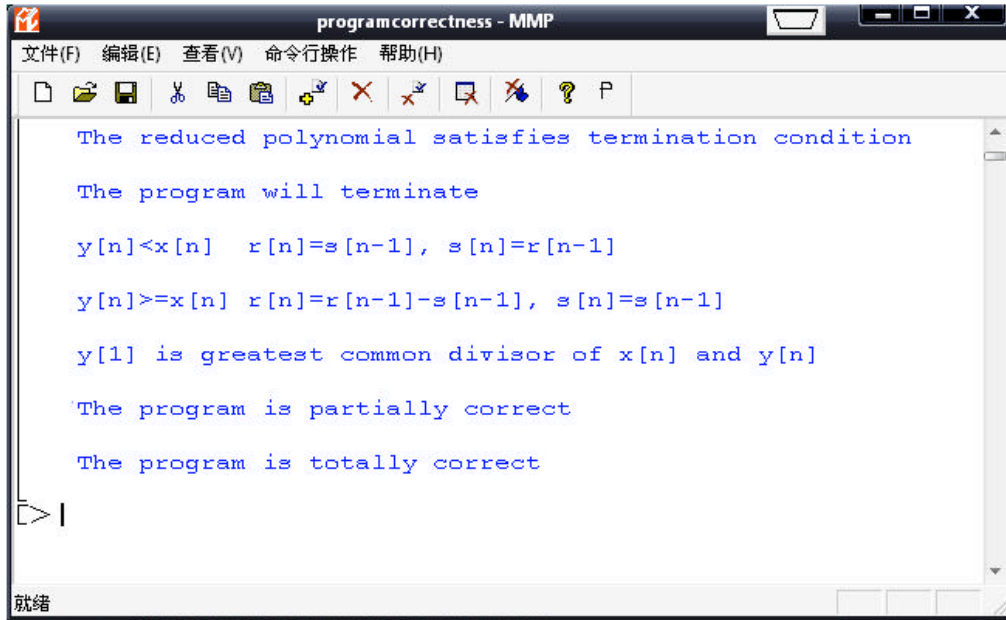 programcorrectness - MMP
文件(F) 编辑(E) 查看(V) 命令行操作 帮助(H)
The reduced polynomial satisfies termination condition
The program will terminate
y[n]<x[n] r[n]=s[n-1], s[n]=r[n-1]
y[n]>=x[n] r[n]=r[n-1]-s[n-1], s[n]=s[n-1]
y[1] is greatest common divisor of x[n] and y[n]
The program is partially correct
The program is totally correct
就绪